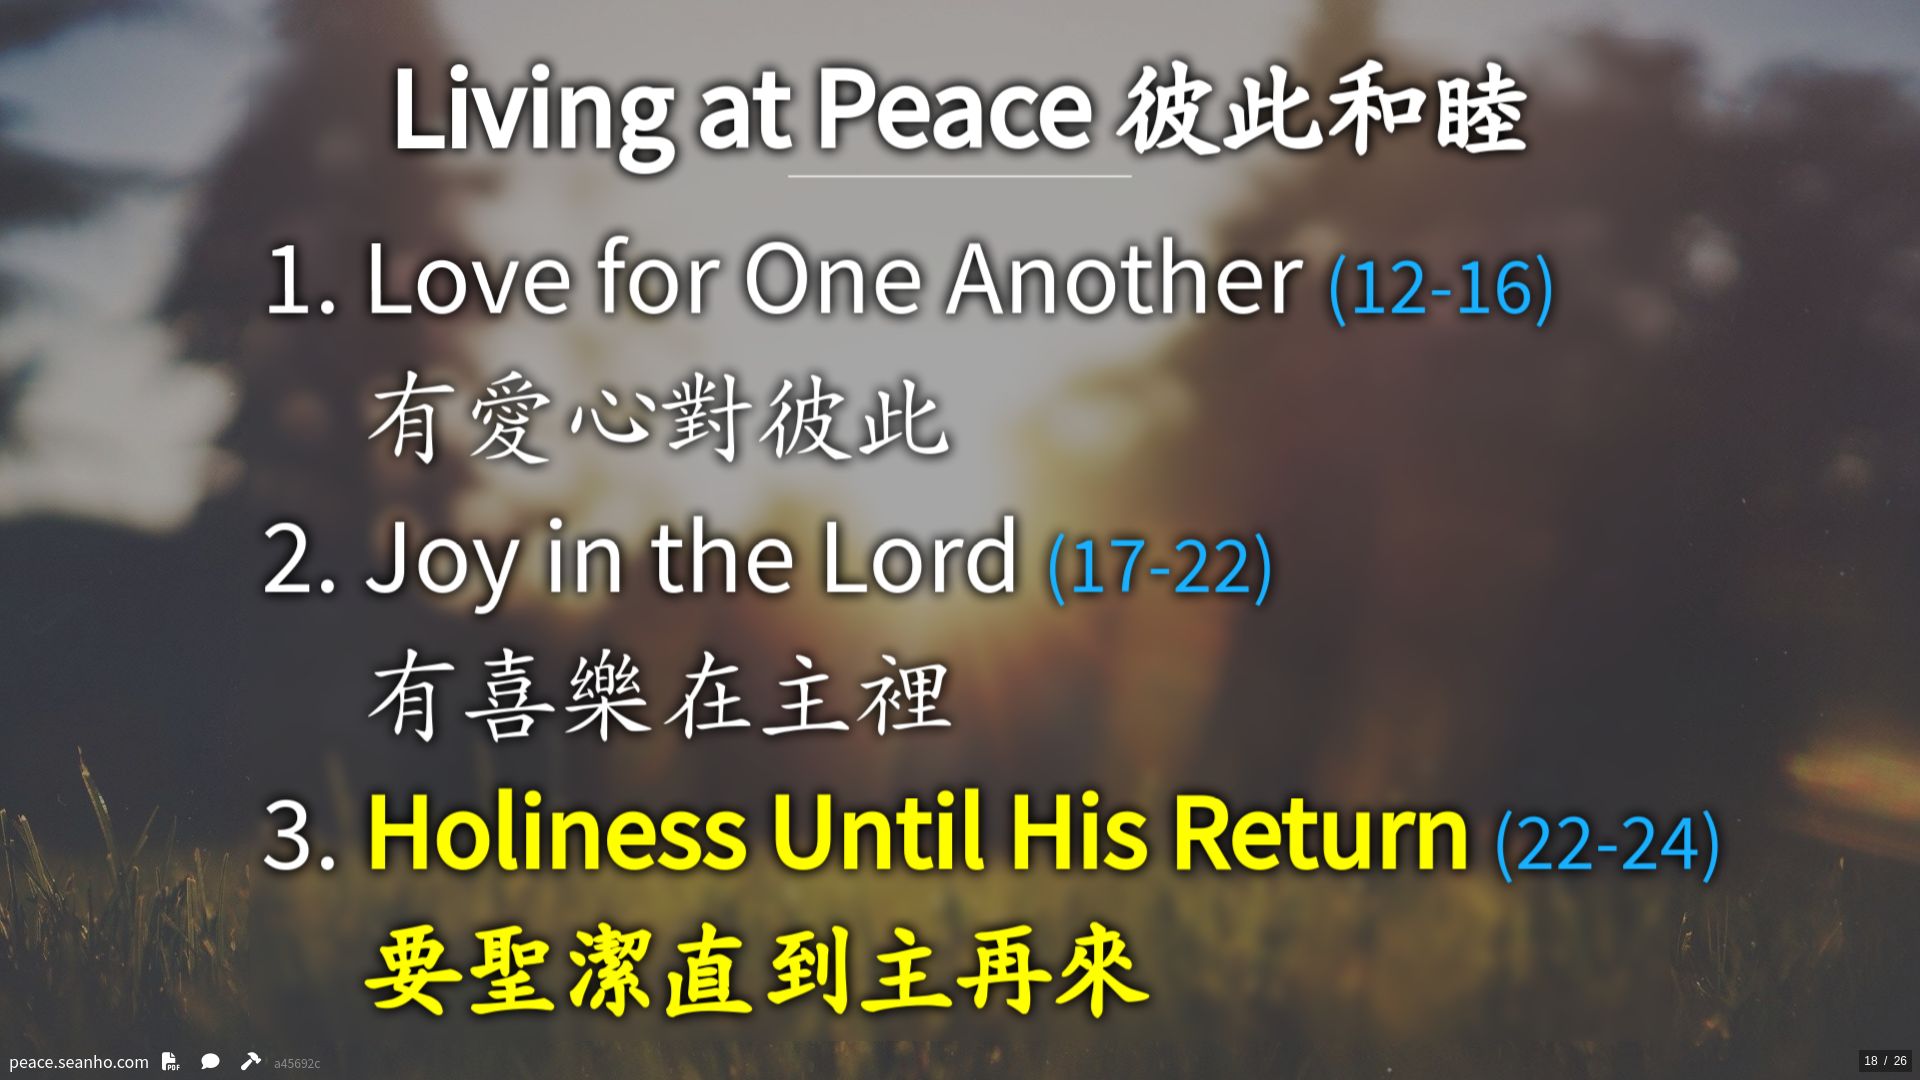 Living at Peace 彼此和睦
1. Love for One Another (12-16)
有愛心對彼此
2. Joy in the Lord (17-22)
有喜樂在主裡
3. Holiness Until His Return (22-24)
要聖潔直到主再來
peace.seanho.com PDF a45692c
18 / 26